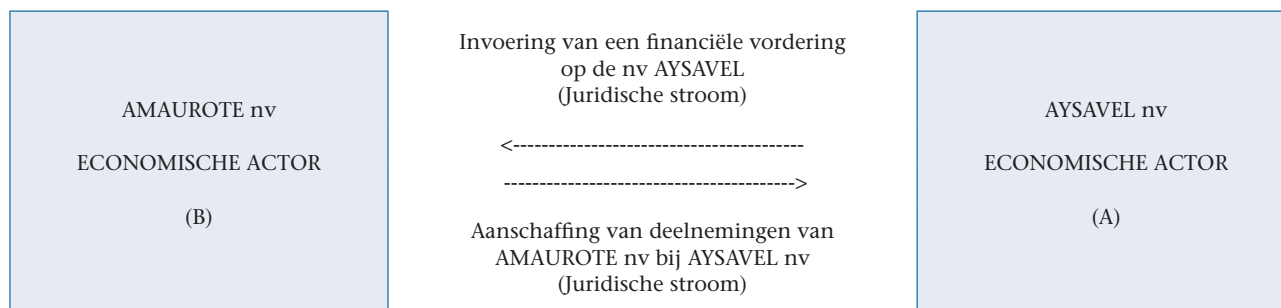 AMAUROTE nv
ECONOMISCHE ACTOR
(B)
Invoering van een financiële vordering
op de nv AYSAVEL
(Juridische stroom)
<-----------------------------------------
----------------------------------------->
Aanschaffing van deelnemingen van
AMAUROTE nv bij AYSAVEL nv
(Juridische stroom)
AYSAVEL nv
ECONOMISCHE ACTOR
(A)